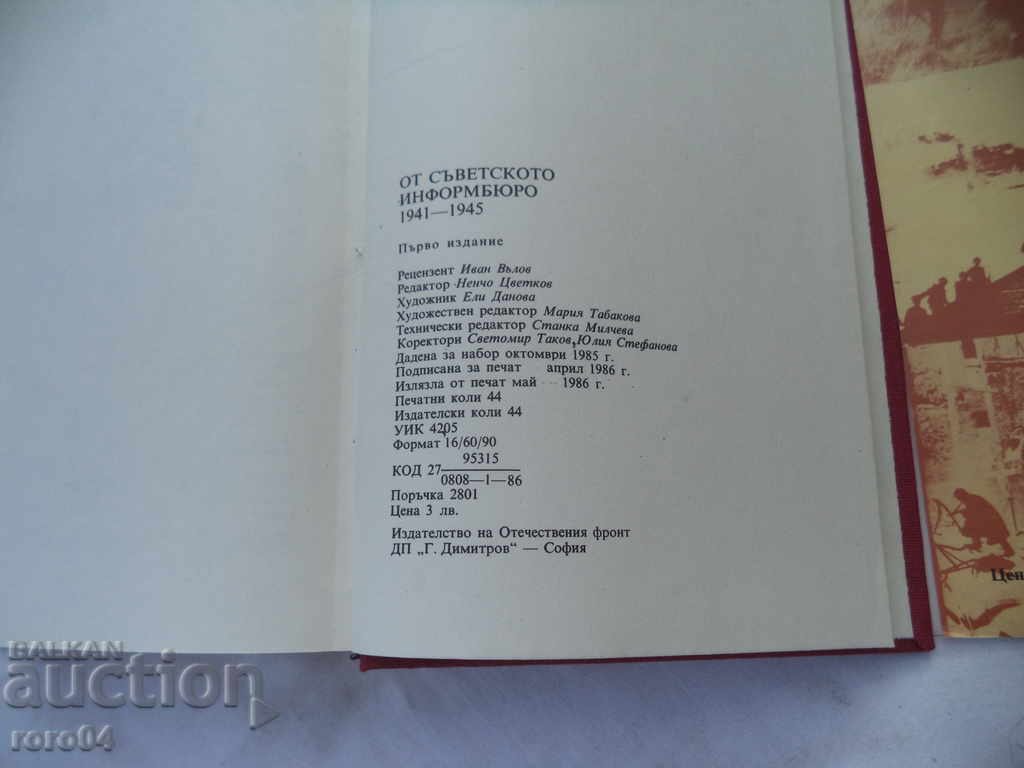 ОТ СЪВЕТСКОТО
ИНФОРМБЮРО
1941—1945
Първо издание
Рецензент Иван Вълов
Редактор Ненчо Цветков
Художник Ели Данова
Художествен редактор Мария Табакова
Технически редактор Станка Милчева
Коректори Светомир Таков, Юлия Стефанова
Дадена за набор октомври 1985 г.
Подписана за печат април 1986 г.
Излязла от печат май 1986 г.
Печатни коли 44
Издателски коли 44
УИК 4205
Формат 16/60/90
95315
КОД 27
0808—1—86
Поръчка 2801
Цена 3 лв.
Издателство на Отечествения фронт
ДП „Г. Димитров“ — София
Цен
BALKAN
auction
roro04